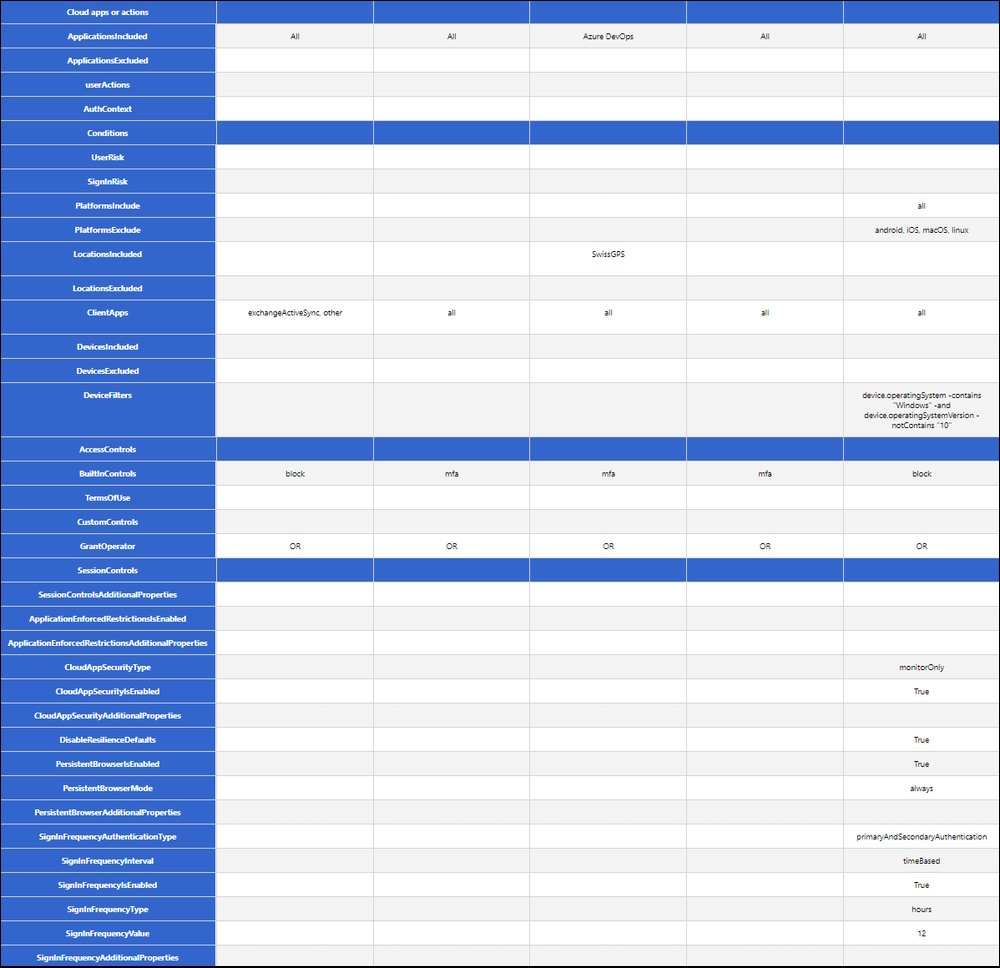 Cloud apps or actions
ApplicationsIncluded All All Azure DevOps All All
ApplicationsExcluded
userActions
AuthContext
Conditions
UserRisk
SignInRisk
PlatformsInclude all
PlatformsExclude android, iOS, macOS, linux
LocationsIncluded SwissGPS
LocationsExcluded
ClientApps exchangeActiveSync, other all all all all
DevicesIncluded
DevicesExcluded
DeviceFilters device.operatingSystem -contains
"Windows" -and
device.operatingSystemVersion -
notContains "10"
AccessControls
BuiltInControls block mfa mfa mfa block
TermsOfUse
CustomControls
GrantOperator OR OR OR OR OR
SessionControls
SessionControlsAdditionalProperties
ApplicationEnforcedRestrictionsIsEnabled
ApplicationEnforcedRestrictionsAdditionalProperties
CloudAppSecurityType monitorOnly
CloudAppSecurityIsEnabled True
CloudAppSecurityAdditionalProperties
DisableResilienceDefaults True
PersistentBrowserIsEnabled True
PersistentBrowserMode always
PersistentBrowserAdditionalProperties
SignInFrequencyAuthenticationType primaryAndSecondaryAuthentication
SignInFrequencyInterval timeBased
SignInFrequencyIsEnabled True
SignInFrequencyType hours
SignInFrequencyValue 12
SignInFrequencyAdditionalProperties